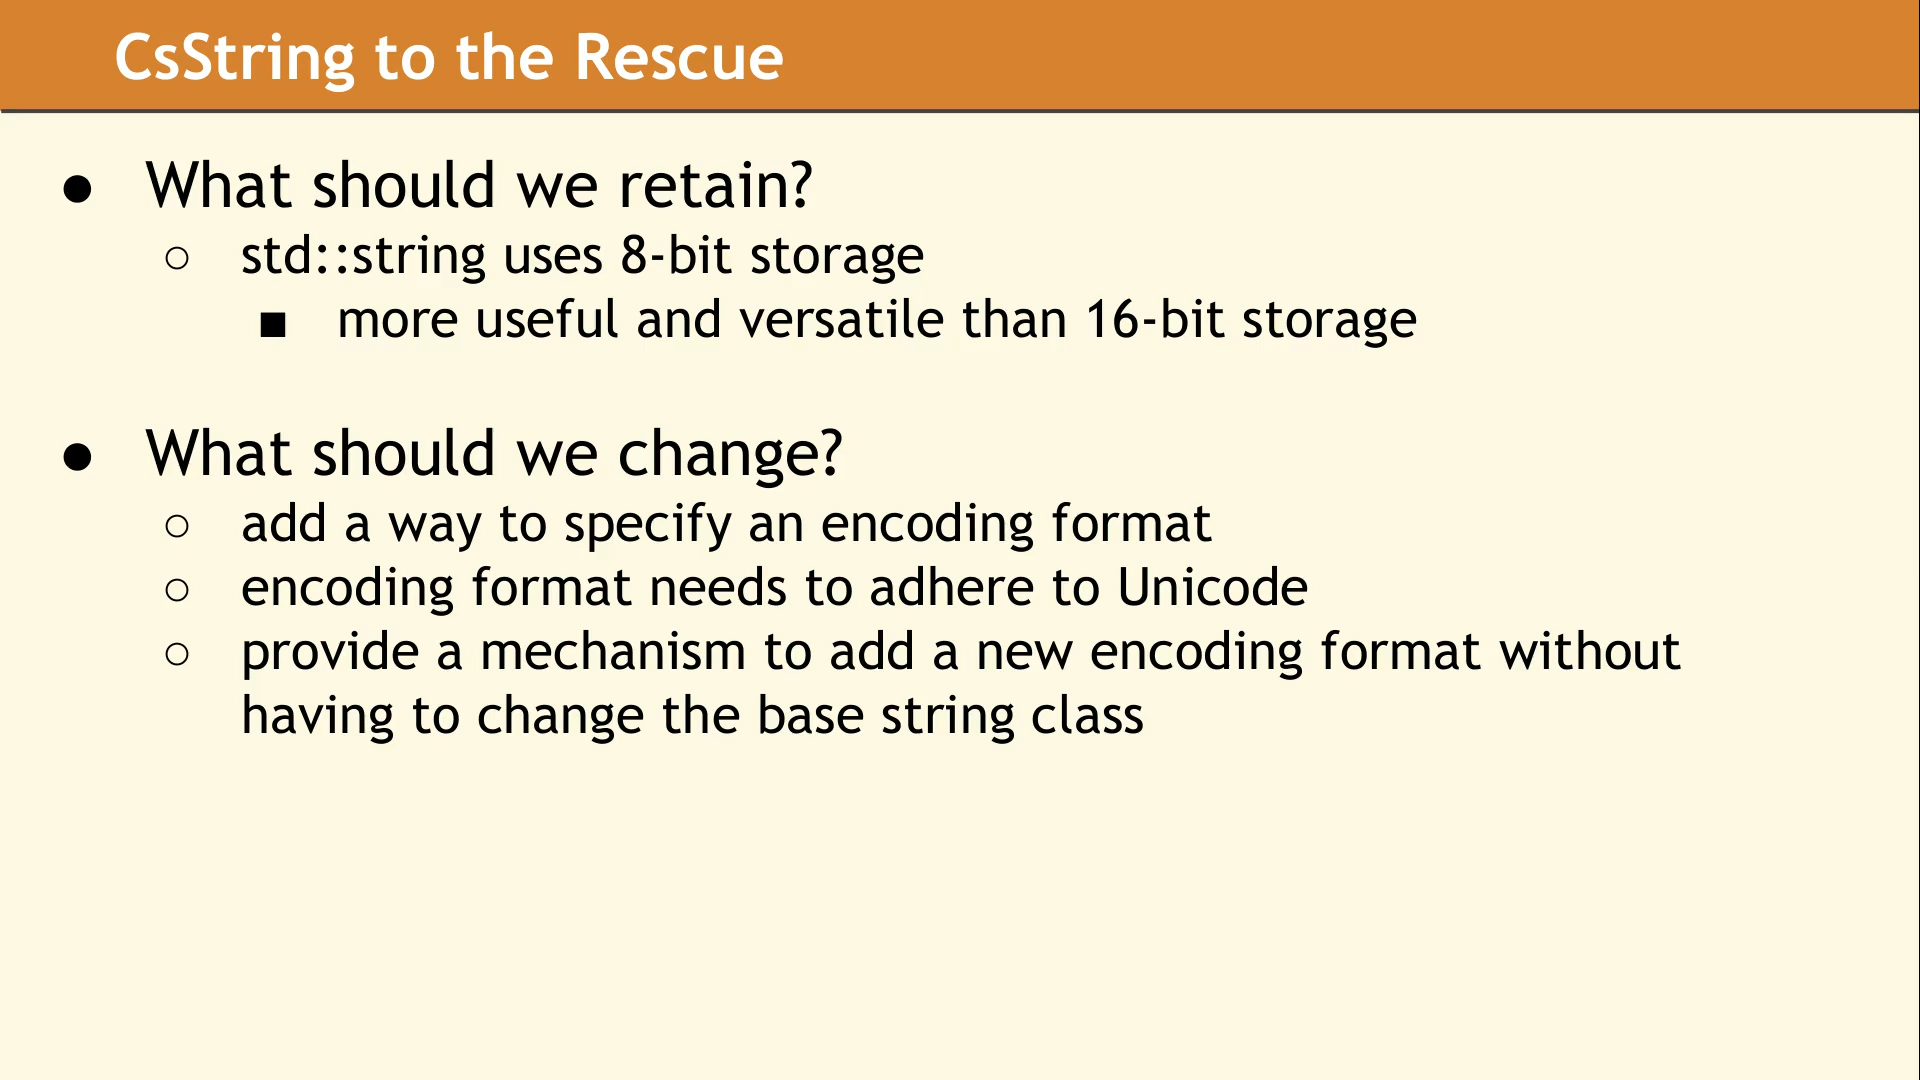 CsString to the Rescue
● What should we retain?
○ std::string uses 8-bit storage
■ more useful and versatile than 16-bit storage
● What should we change?
○ add a way to specify an encoding format
○ encoding format needs to adhere to Unicode
○ provide a mechanism to add a new encoding format without
having to change the base string class